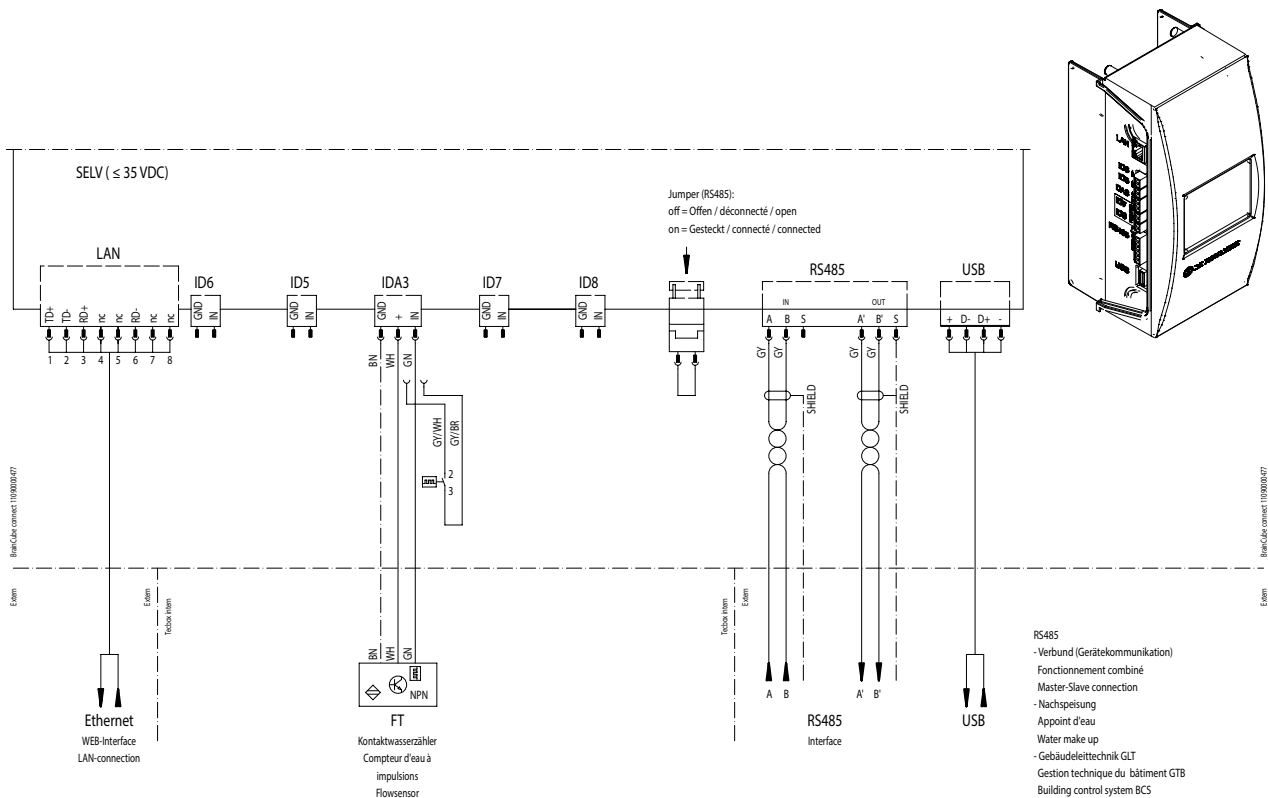 SELV ( ≤ 35 VDC)
Jumper (RS485):
off = Offen / déconnecté / open
on = Gesteckt / connecté / connected
LAN
ID6
ID5
IDA3
ID7
ID8
RS485
USB
TD+ TD- RD+ nc nc RD- nc nc
GND IN
GND IN
GND + IN
GND IN
GND IN
IN OUT
A B S A' B' S
+ D- D+ -
1 2 3 4 5 6 7 8
BN WH GN
GY GY GY GY
SHIELD
SHIELD
GY/WH
GY/BR
2
3
BrainCube connect 11090000477
BrainCube connect 11090000477
Extern
Extern
Tecbox intern
Tecbox intern
Extern
Extern
BN WH GN
NPN
A B A' B'
Ethernet
WEB-Interface
LAN-connection
FT
Kontaktwasserzähler
Compteur d'eau à
impulsions
Flowsensor
RS485
Interface
USB
RS485
- Verbund (Gerätekommunikation)
Fonctionnement combiné
Master-Slave connection
- Nachspeisung
Appoint d'eau
Water make up
- Gebäudeleittechnik GLT
Gestion technique du bâtiment GTB
Building control system BCS
LAN
RS485